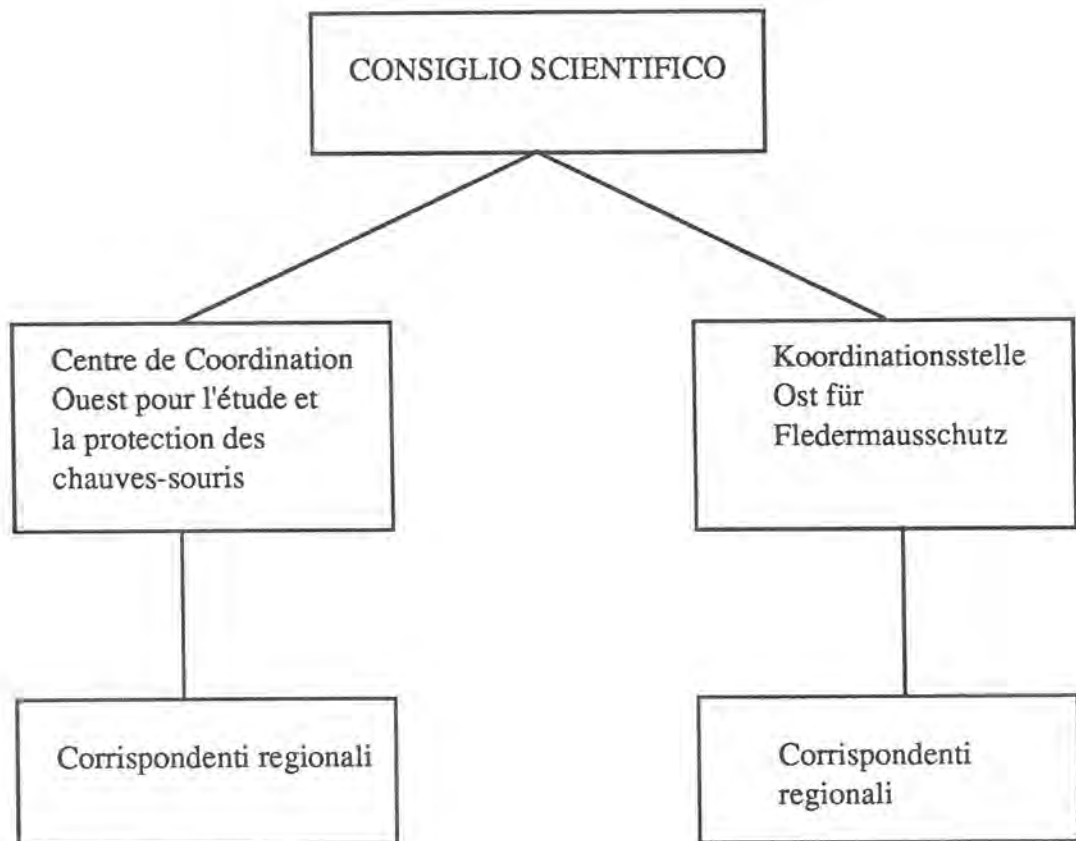 CONSIGLIO SCIENTIFICO
Centre de Coordination
Ouest pour l'étude et
la protection des
chauves-souris
Koordinationsstelle
Ost für
Fledermausschutz
Corrispondenti regionali
Corrispondenti
regionali